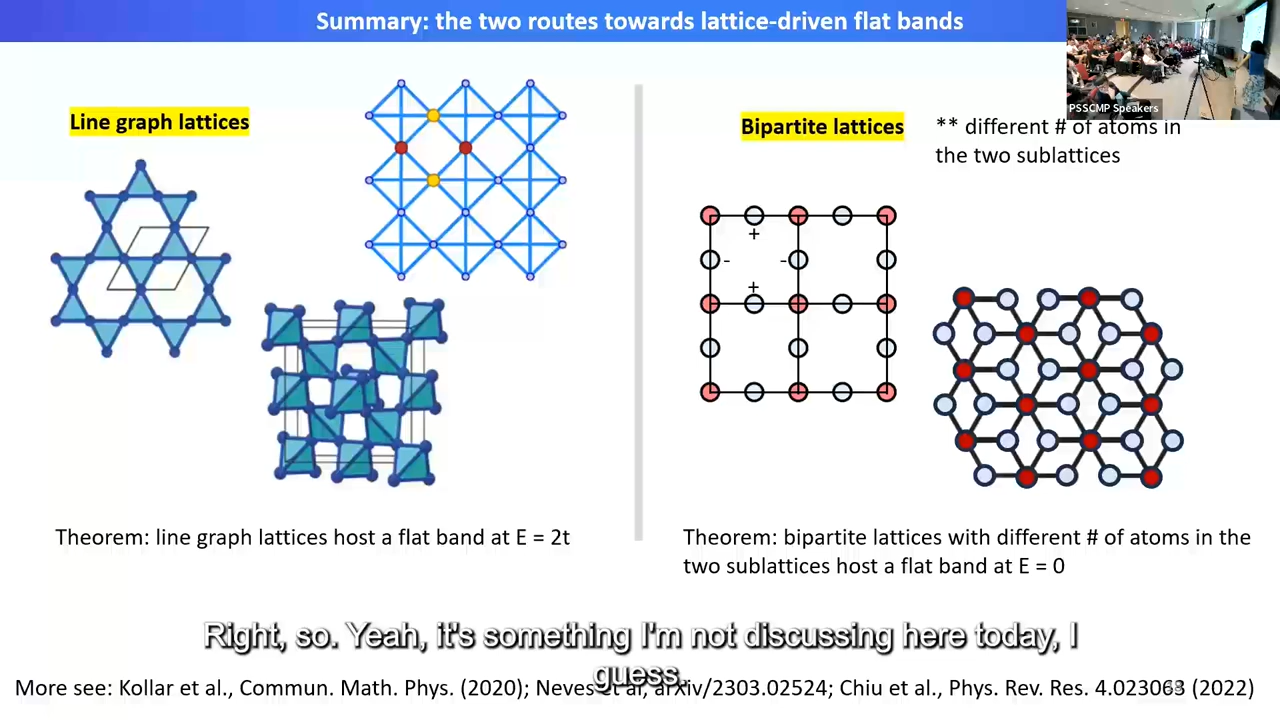 Summary: the two routes towards lattice-driven flat bands
PSSCMP Speakers
Line graph lattices
Bipartite lattices
** different # of atoms in
the two sublattices
+
- -
+
Theorem: line graph lattices host a flat band at E = 2t
Theorem: bipartite lattices with different # of atoms in the
two sublattices host a flat band at E = 0
Right, so. Yeah, it's something I'm not discussing here today, I
guess.
More see: Kollar et al., Commun. Math. Phys. (2020); Neves et al, arXiv/2303.02524; Chiu et al., Phys. Rev. Res. 4.023063 (2022)